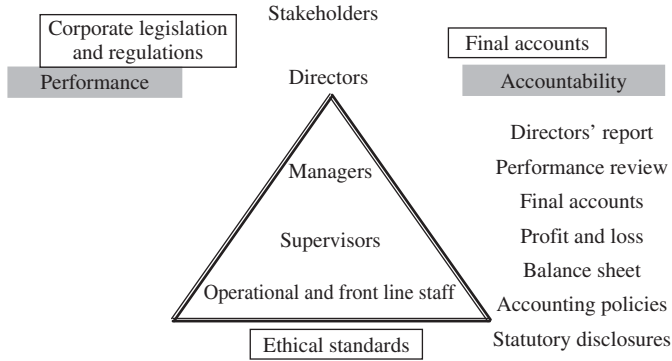 Stakeholders
Corporate legislation
and regulations
Final accounts
Performance
Directors
Accountability
Directors’ report
Performance review
Managers
Final accounts
Profit and loss
Supervisors
Balance sheet
Operational and front line staff
Accounting policies
Ethical standards
Statutory disclosures